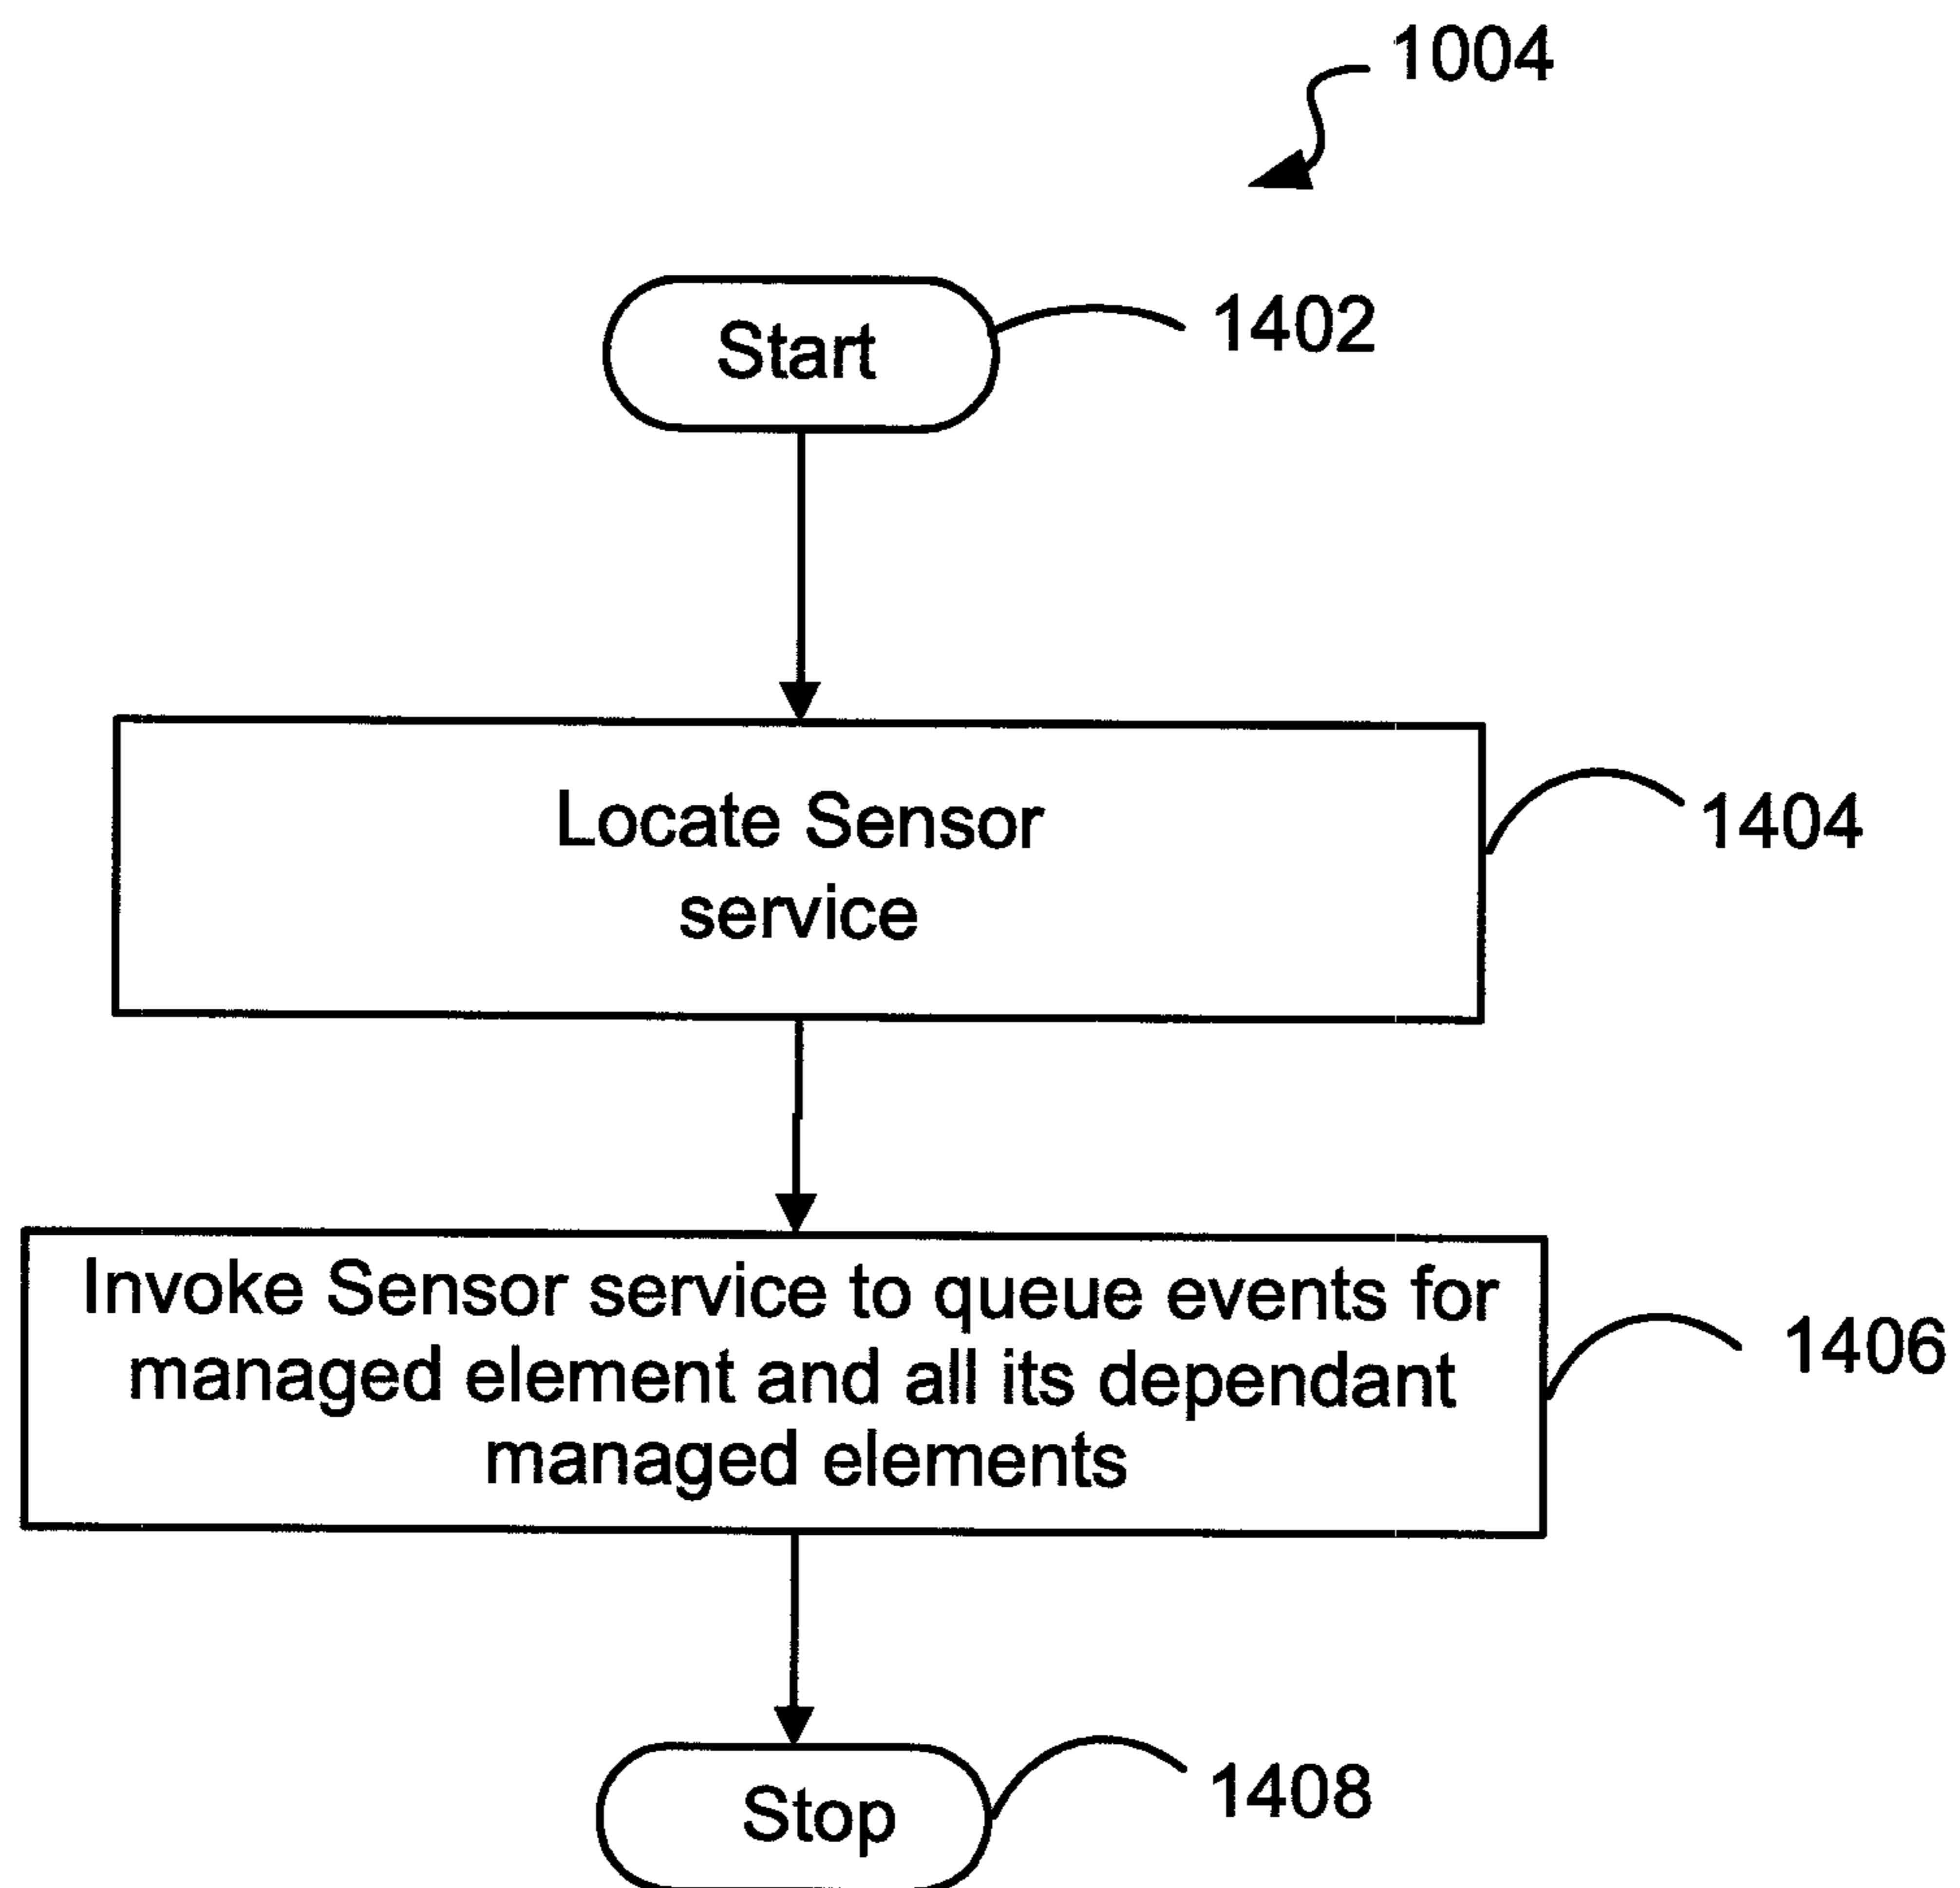 1004
Start
1402
Locate Sensor
service
1404
Invoke Sensor service to queue events for
managed element and all its dependant
managed elements
1406
Stop
1408